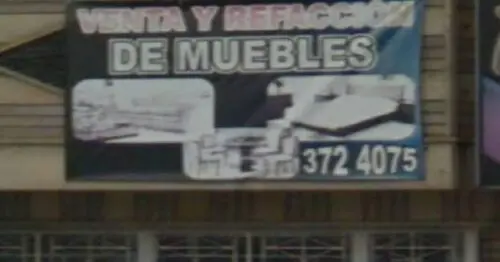 VENTA Y REFACCIÓN
DE MUEBLES
372 4075